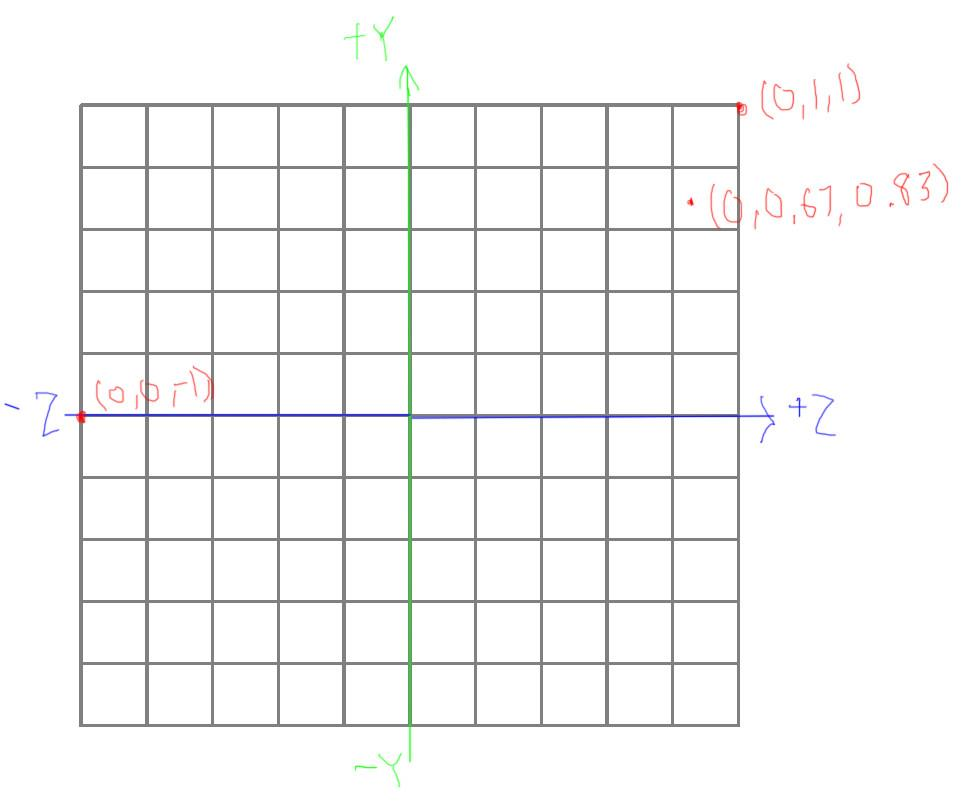 +Y
(0,1,1)
(0,0.67,0.83)
(0,0,-1)
-Z
+Z
-Y